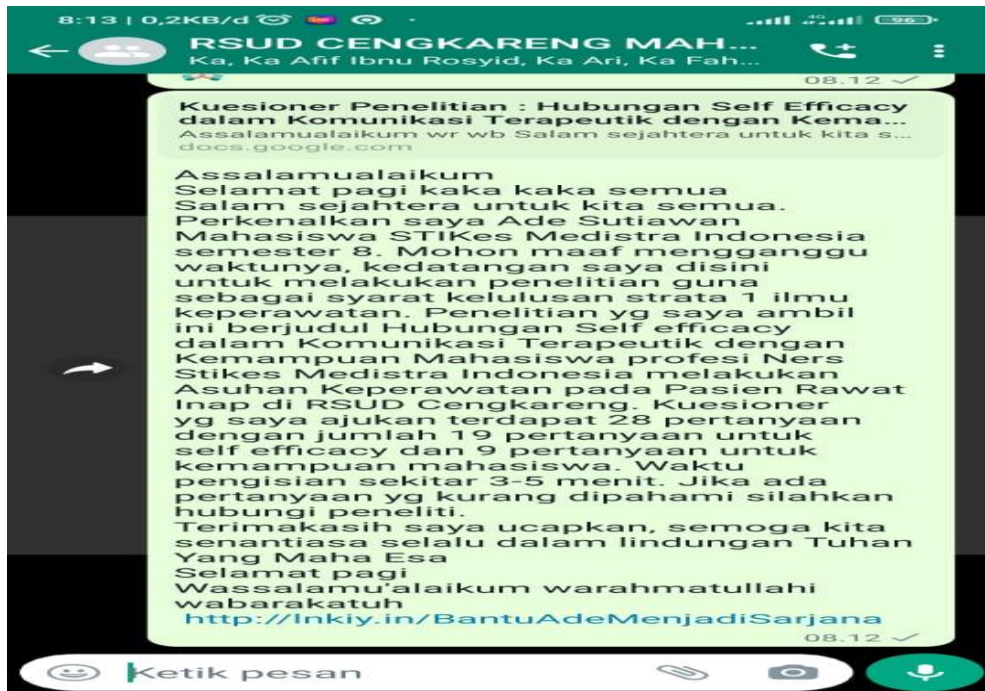 8:13 | 0,2KB/d
4G
96
RSUD CENGKARENG MAH...
Ka, Ka Afif Ibnu Rosyid, Ka Ari, Ka Fah...
08.12
Kuesioner Penelitian : Hubungan Self Efficacy
dalam Komunikasi Terapeutik dengan Kema...
Assalamualaikum wr wb Salam sejahtera untuk kita s...
docs.google.com
Assalamualaikum
Selamat pagi kaka kaka semua
Salam sejahtera untuk kita semua.
Perkenalkan saya Ade Sutiawan
Mahasiswa STIKes Medistra Indonesia
semester 8. Mohon maaf mengganggu
waktunya, kedatangan saya disini
untuk melakukan penelitian guna
sebagai syarat kelulusan strata 1 ilmu
keperawatan. Penelitian yg saya ambil
ini berjudul Hubungan Self efficacy
dalam Komunikasi Terapeutik dengan
Kemampuan Mahasiswa profesi Ners
Stikes Medistra Indonesia melakukan
Asuhan Keperawatan pada Pasien Rawat
Inap di RSUD Cengkareng. Kuesioner
yg saya ajukan terdapat 28 pertanyaan
dengan jumlah 19 pertanyaan untuk
self efficacy dan 9 pertanyaan untuk
kemampuan mahasiswa. Waktu
pengisian sekitar 3-5 menit. Jika ada
pertanyaan yg kurang dipahami silahkan
hubungi peneliti.
Terimakasih saya ucapkan, semoga kita
senantiasa selalu dalam lindungan Tuhan
Yang Maha Esa
Selamat pagi
Wassalamu'alaikum warahmatullahi
wabarakatuh
http://lnkiy.in/BantuAdeMenjadiSarjana
08.12
Ketik pesan